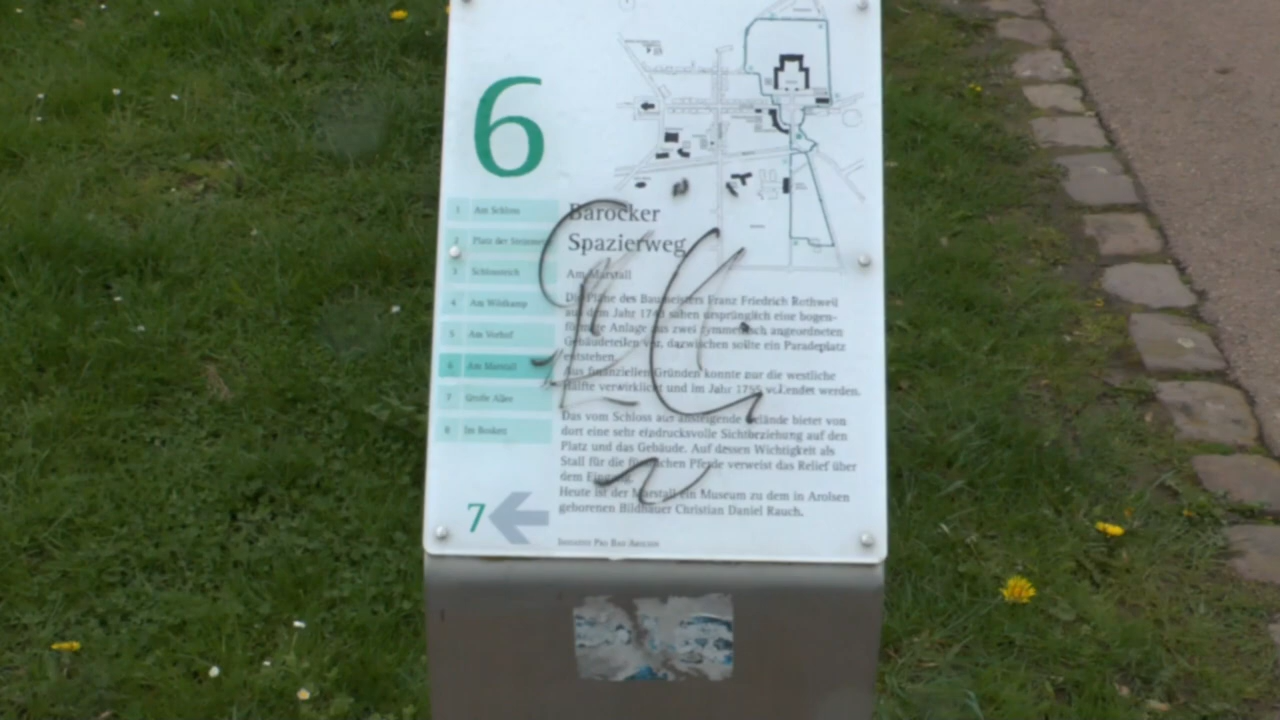 6
1 Am Schloss
2 Platz der
3 Schlossteich
4 Am
5 Am Vorhof
6 Am Marstall
7 Große Allee
8 Im Boskett
7
Barocker
Spazierweg
Am Marstall
Die Pläne des Baumeisters Franz Friedrich Rothweil
aus dem Jahr sahen ursprünglich eine bogen-
förmige Anlage aus zwei symmetrisch angeordneten
Gebäudeteilen vor, dazwischen sollte ein Paradeplatz
entstehen.
Aus finanziellen Gründen konnte nur die westliche
Hälfte verwirklicht und im Jahr vollendet werden.
Das vom Schloss aus ansteigende Gelände bietet von
dort eine sehr eindrucksvolle Sichtbeziehung auf den
Platz und das Gebäude. Auf dessen Wichtigkeit als
Stall für die fürstlichen Pferde verweist das Relief über
dem Eingang.
Heute ist der Marstall ein Museum zu dem in Arolsen
geborenen Bildhauer Christian Daniel Rauch.